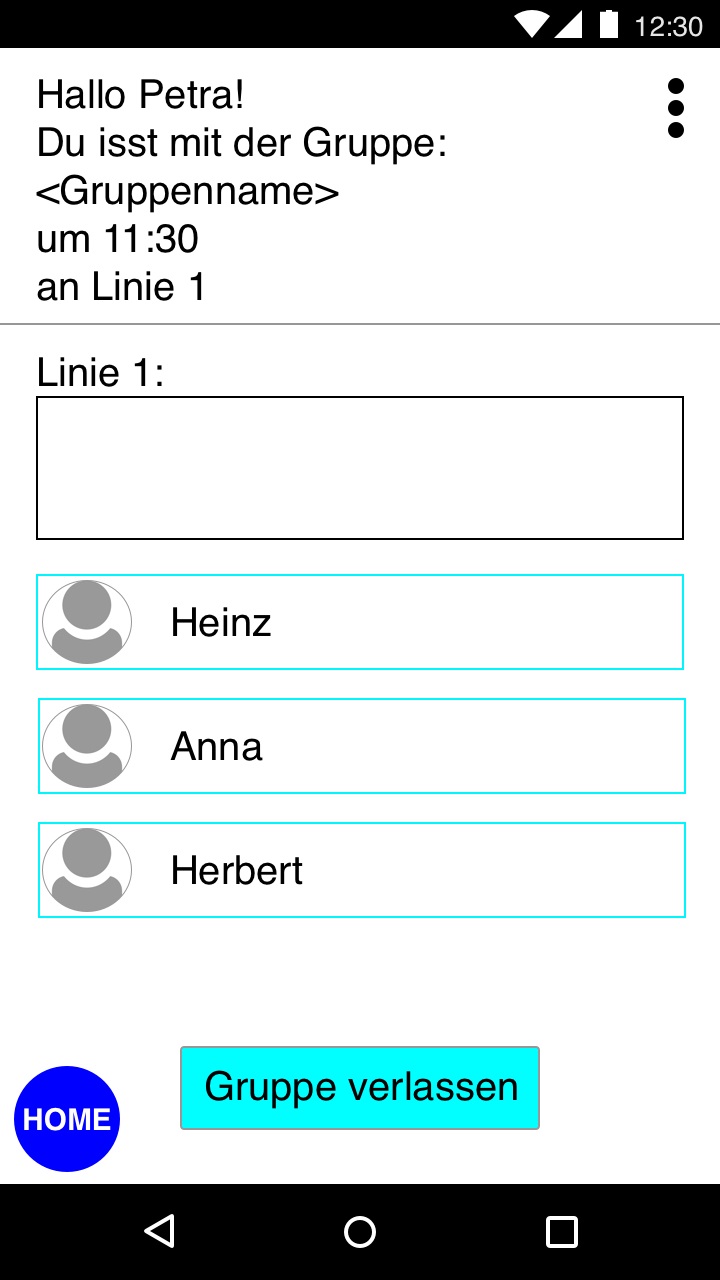 12:30
Hallo Petra!
Du isst mit der Gruppe:
<Gruppenname>
um 11:30
an Linie 1
Linie 1:
Heinz
Anna
Herbert
Gruppe verlassen
HOME